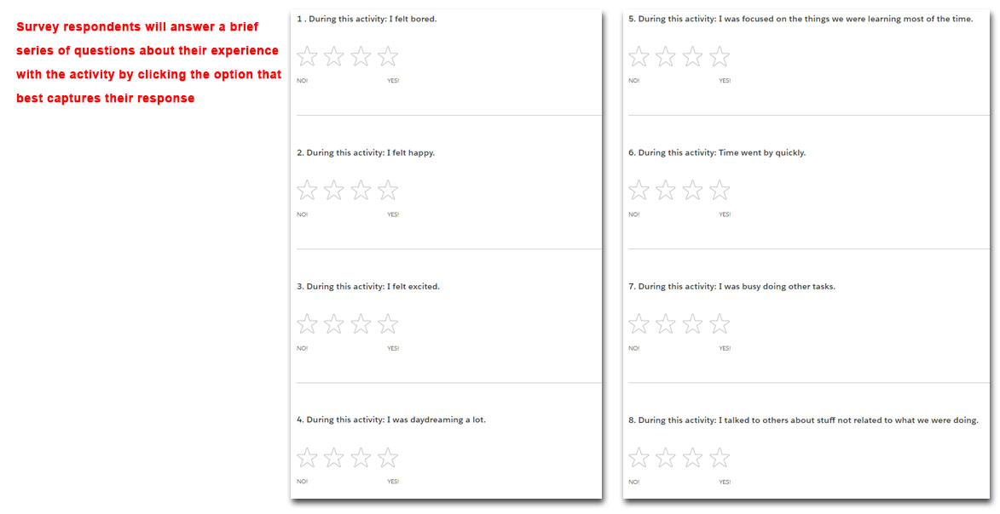 Survey respondents will answer a brief
series of questions about their experience
with the activity by clicking the option that
best captures their response
1 . During this activity: I felt bored.
NO! YES!
2. During this activity: I felt happy.
NO! YES!
3. During this activity: I felt excited.
NO! YES!
4. During this activity: I was daydreaming a lot.
NO! YES!
5. During this activity: I was focused on the things we were learning most of the time.
NO! YES!
6. During this activity: Time went by quickly.
NO! YES!
7. During this activity: I was busy doing other tasks.
NO! YES!
8. During this activity: I talked to others about stuff not related to what we were doing.
NO! YES!